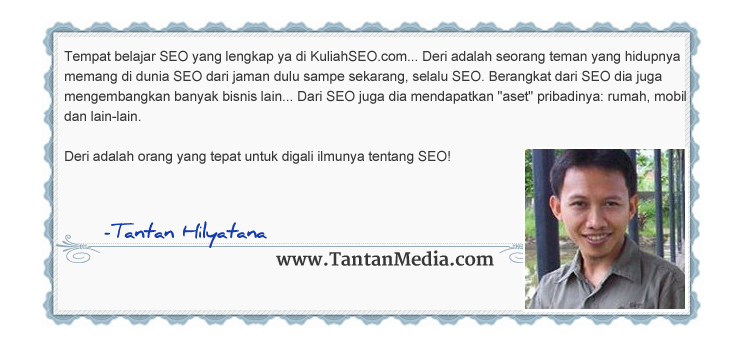 Tempat belajar SEO yang lengkap ya di KuliahSEO.com... Deri adalah seorang teman yang hidupnya
memang di dunia SEO dari jaman dulu sampe sekarang, selalu SEO. Berangkat dari SEO dia juga
mengembangkan banyak bisnis lain... Dari SEO juga dia mendapatkan "aset" pribadinya: rumah, mobil
dan lain-lain.
Deri adalah orang yang tepat untuk digali ilmunya tentang SEO!
-Tantan Hilyatana
www.TantanMedia.com